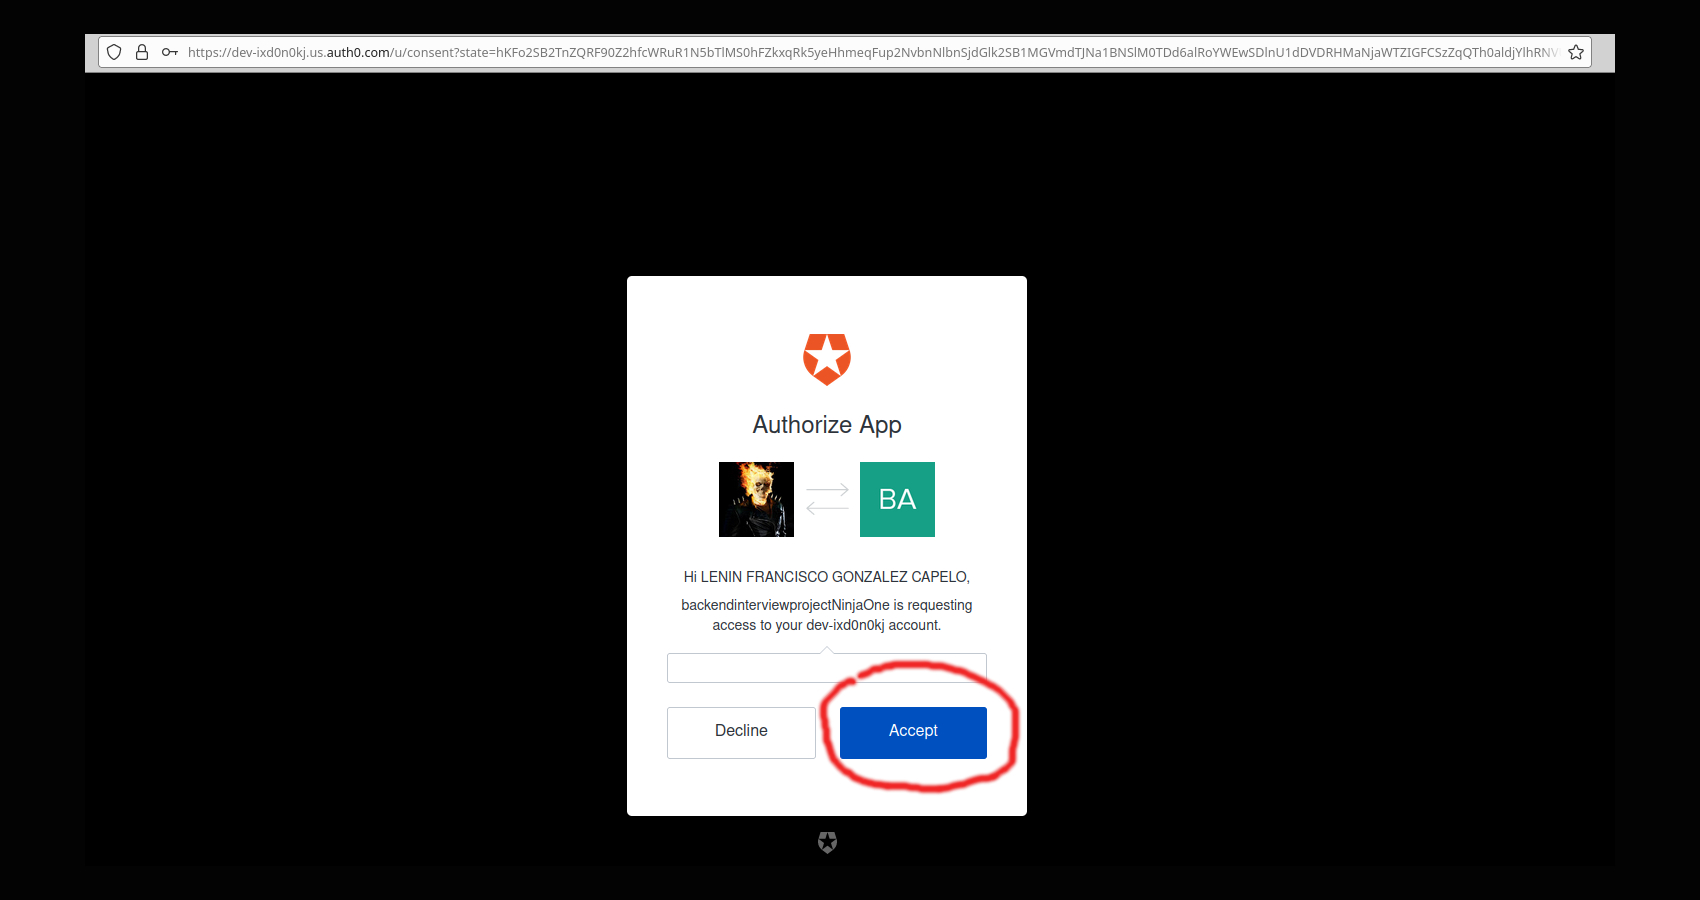 https://dev-ixd0n0kj.us.auth0.com/u/consent?state=hKFo2SB2TnZQRF90Z2hfcWRuR1N5bTlMS0hFZkxqRk5yeHhmeqFup2NvbnNlbnSjdGlk2SB1MGVmdTJNa1BNSlM0TDd6alRoYWEwSDlnU1dDVDRHMaNjaWTZIGFCSzZqQTh0aldjYlhRNV
Authorize App
BA
Hi LENIN FRANCISCO GONZALEZ CAPELO,
backendinterviewprojectNinjaOne is requesting
access to your dev-ixd0n0kj account.
Decline
Accept